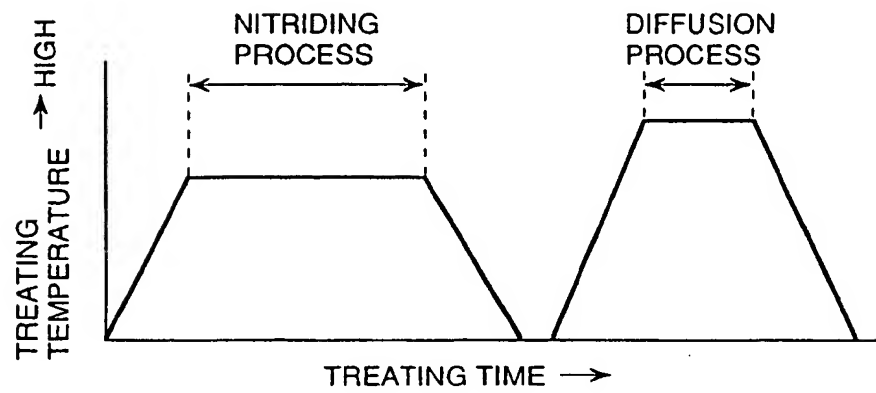 NITRIDING
PROCESS
DIFFUSION
PROCESS
TREATING
TEMPERATURE → HIGH
TREATING TIME →